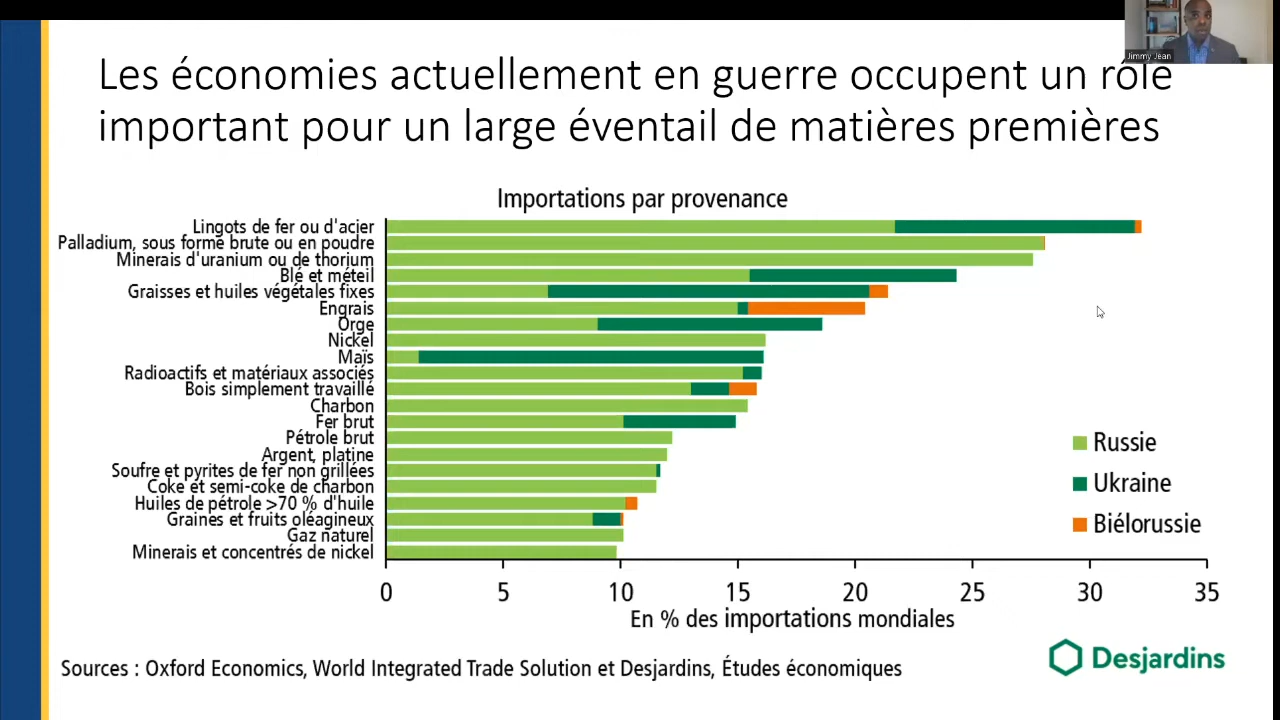 Jimmy Jean
Les économies actuellement en guerre occupent un rôle
important pour un large éventail de matières premières
Importations par provenance
Lingots de fer ou d'acier
Palladium, sous forme brute ou en poudre
Minerais d'uranium ou de thorium
Blé et méteil
Graisses et huiles végétales fixes
Engrais
Orge
Nickel
Maïs
Radioactifs et matériaux associés
Bois simplement travaillé
Charbon
Fer brut
Pétrole brut
Argent, platine
Soufre et pyrites de fer non grillées
Coke et semi-coke de charbon
Huiles de pétrole >70 % d'huile
Graines et fruits oléagineux
Gaz naturel
Minerais et concentrés de nickel
Russie
Ukraine
Biélorussie
0 5 10 15 20 25 30 35
En % des importations mondiales
Sources : Oxford Economics, World Integrated Trade Solution et Desjardins, Études économiques
Desjardins